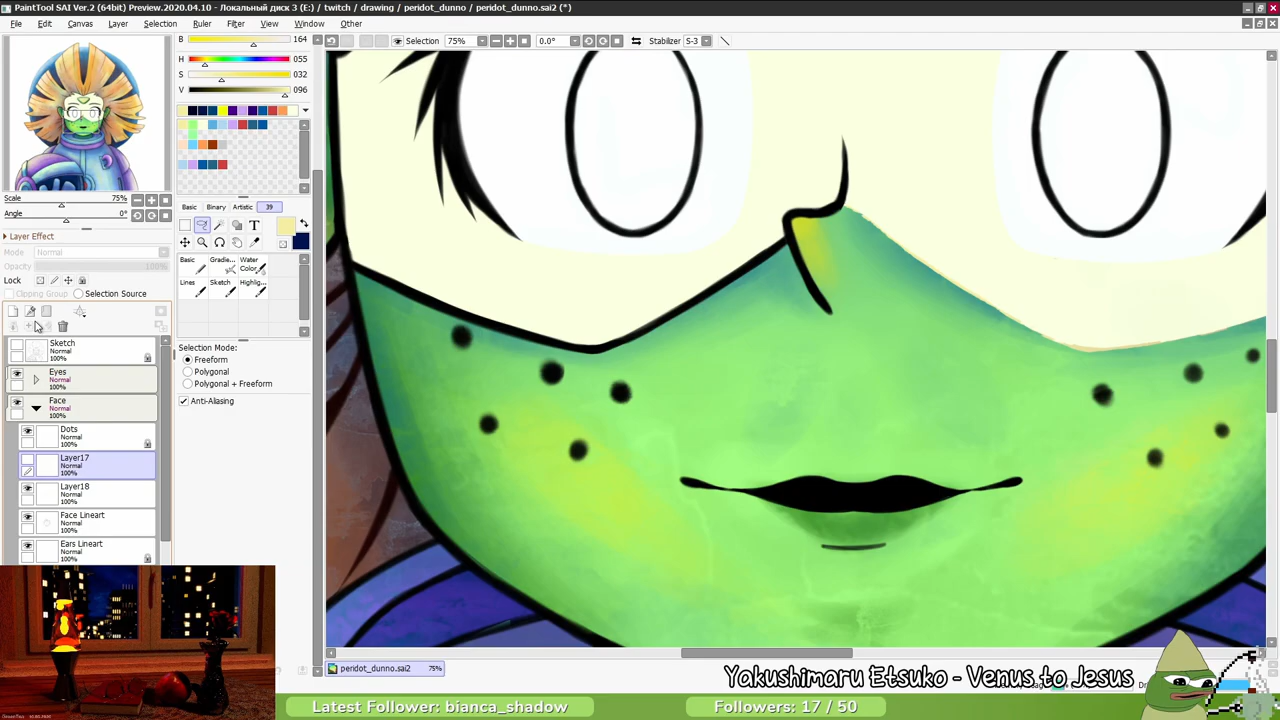 PaintTool SAI Ver.2 (64bit) Preview.2020.04.10 - Локальный диск 3 (E:) / twitch / drawing / peridot_dunno / peridot_dunno.sai2 (*)
File Edit Canvas Layer Selection Ruler Filter View Window Other
Selection 75% 0.0° Stabilizer S-3
B 164
H 055
S 032
V 096
Scale 75%
Angle 0°
Layer Effect
Mode Normal
Opacity 100%
Lock
Clipping Group Selection Source
Sketch
Normal
100%
Eyes
Normal
100%
Face
Normal
100%
Dots
Normal
100%
Layer17
Normal
100%
Layer18
Normal
100%
Face Lineart
Normal
100%
Ears Lineart
Normal
100%
Basic Binary Artistic 39
T
Basic Gradie... Water Color...
Lines Sketch Highlig...
Selection Mode:
Freeform
Polygonal
Polygonal + Freeform
Anti-Aliasing
peridot_dunno.sai2 75%
Yakushimaru Etsuko - Venus to Jesus
Latest Follower: bianca_shadow
Followers: 17 / 50